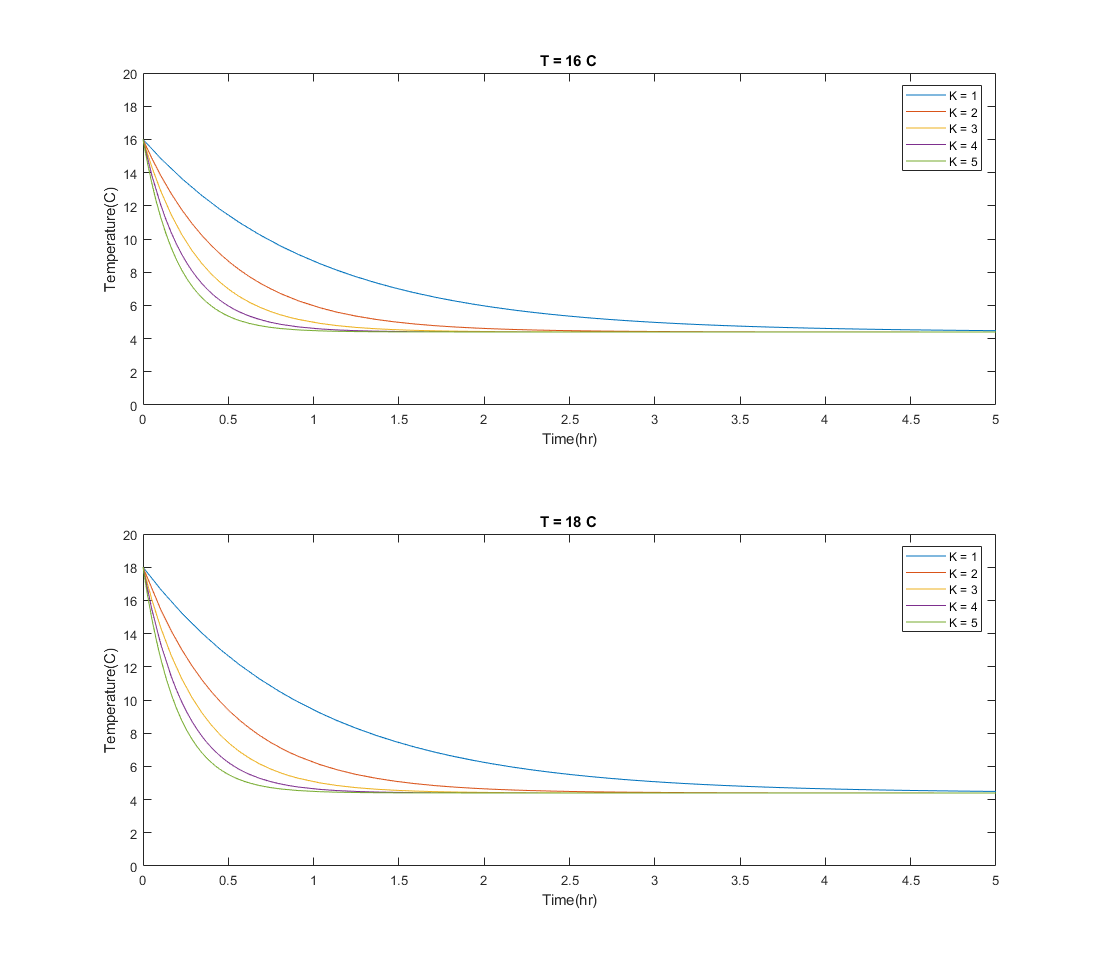 T = 16 C
20
18
16
14
12
10
8
6
4
2
0
Temperature(C)
K = 1
K = 2
K = 3
K = 4
K = 5
0 0.5 1 1.5 2 2.5 3 3.5 4 4.5 5
Time(hr)
T = 18 C
20
18
16
14
12
10
8
6
4
2
0
Temperature(C)
K = 1
K = 2
K = 3
K = 4
K = 5
0 0.5 1 1.5 2 2.5 3 3.5 4 4.5 5
Time(hr)